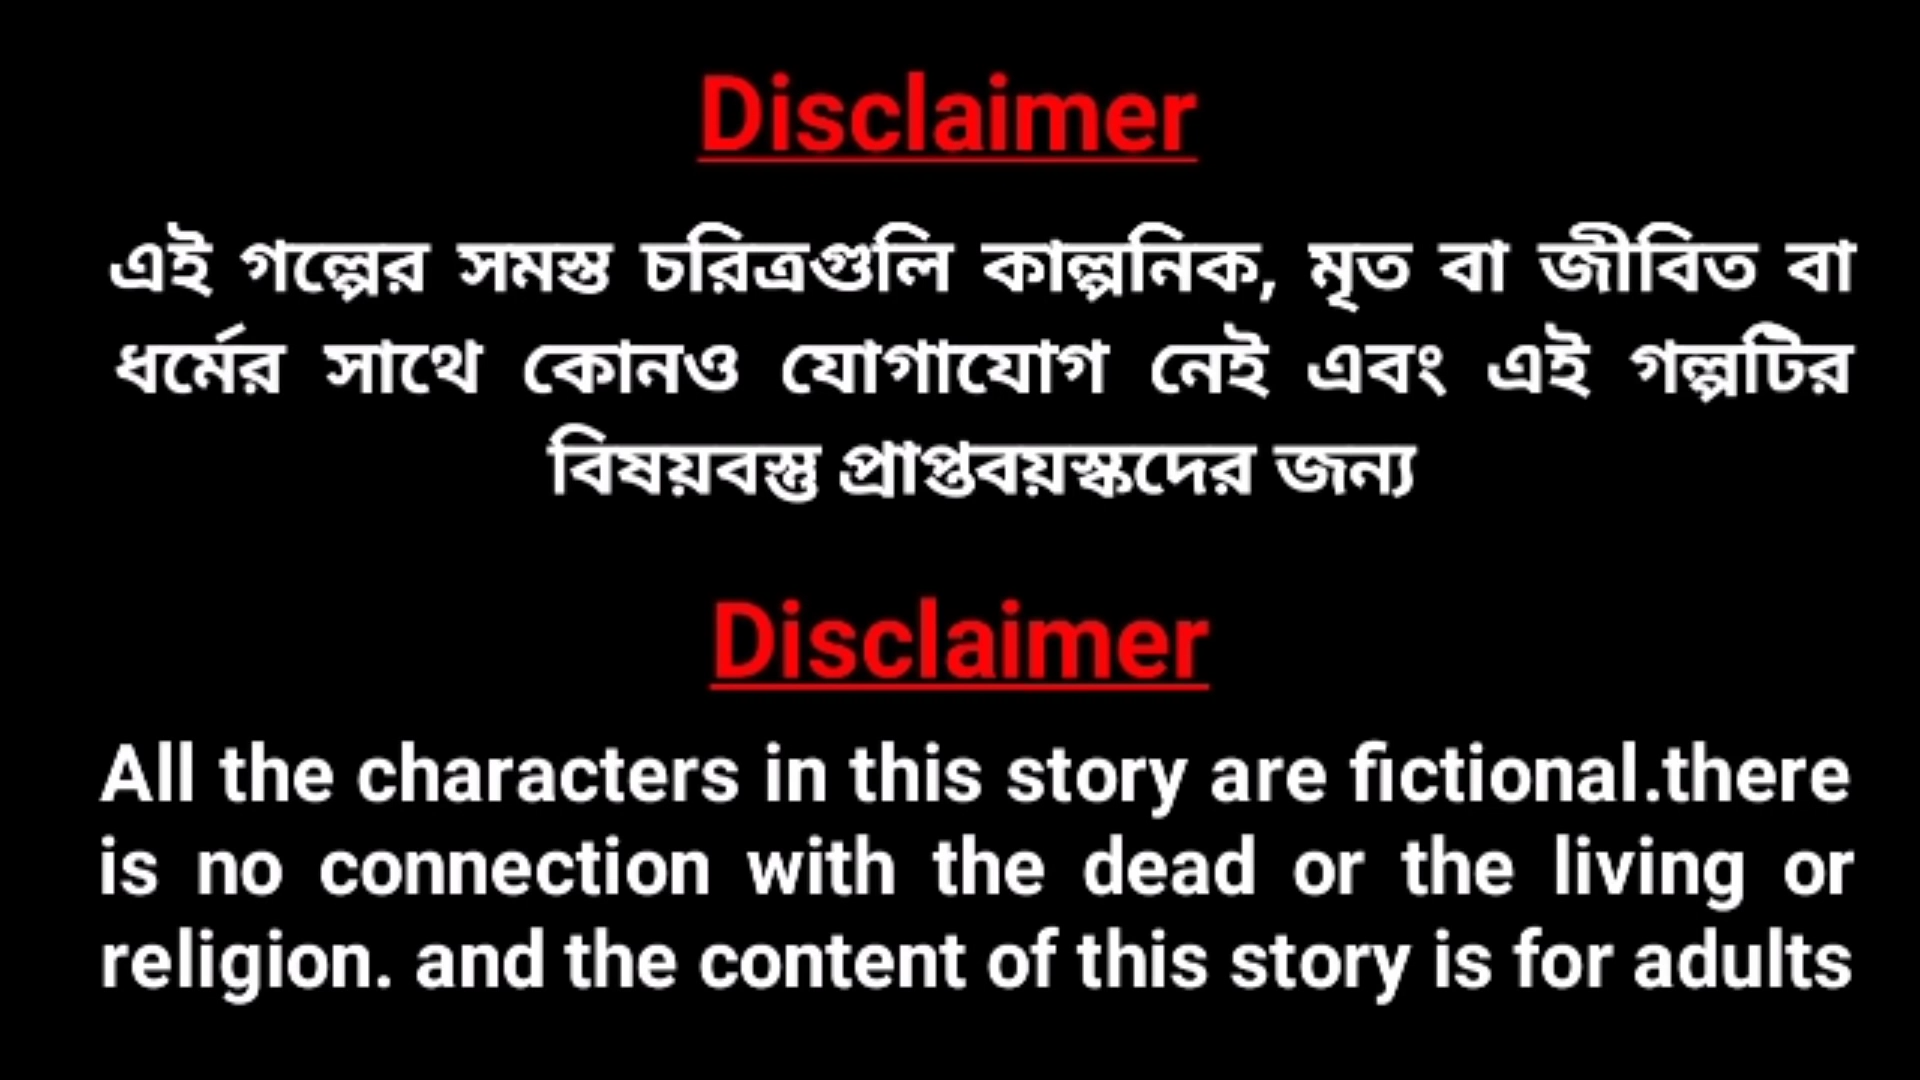 Disclaimer
এই গল্পের সমস্ত চরিত্রগুলি কাল্পনিক, মৃত বা জীবিত বা
ধর্মের সাথে কোনও যোগাযোগ নেই এবং এই গল্পটির
বিষয়বস্তু প্রাপ্তবয়স্কদের জন্য
Disclaimer
All the characters in this story are fictional.there
is no connection with the dead or the living or
religion. and the content of this story is for adults